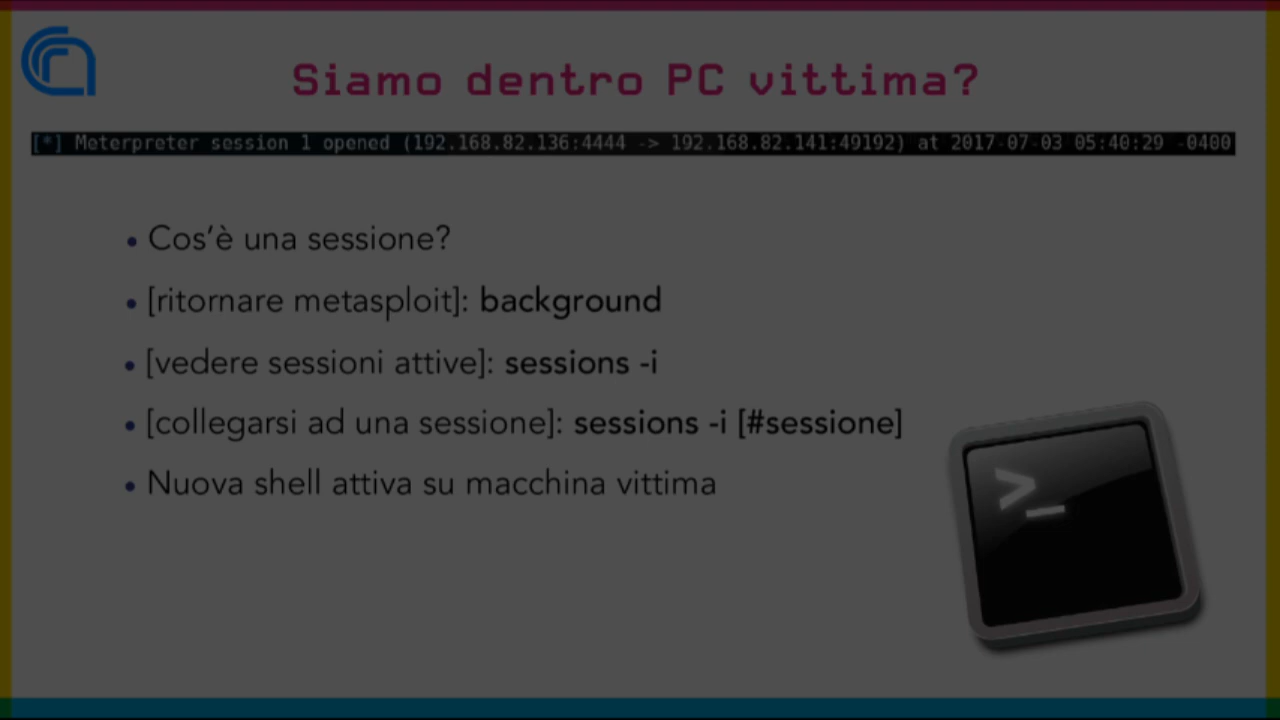 Siamo dentro PC vittima?
[*] Meterpreter session 1 opened (192.168.82.136:4444 -> 192.168.82.141:49192) at 2017-07-03 05:40:29 -0400
• Cos’è una sessione?
• [ritornare metasploit]: background
• [vedere sessioni attive]: sessions -i
• [collegarsi ad una sessione]: sessions -i [#sessione]
• Nuova shell attiva su macchina vittima
>_